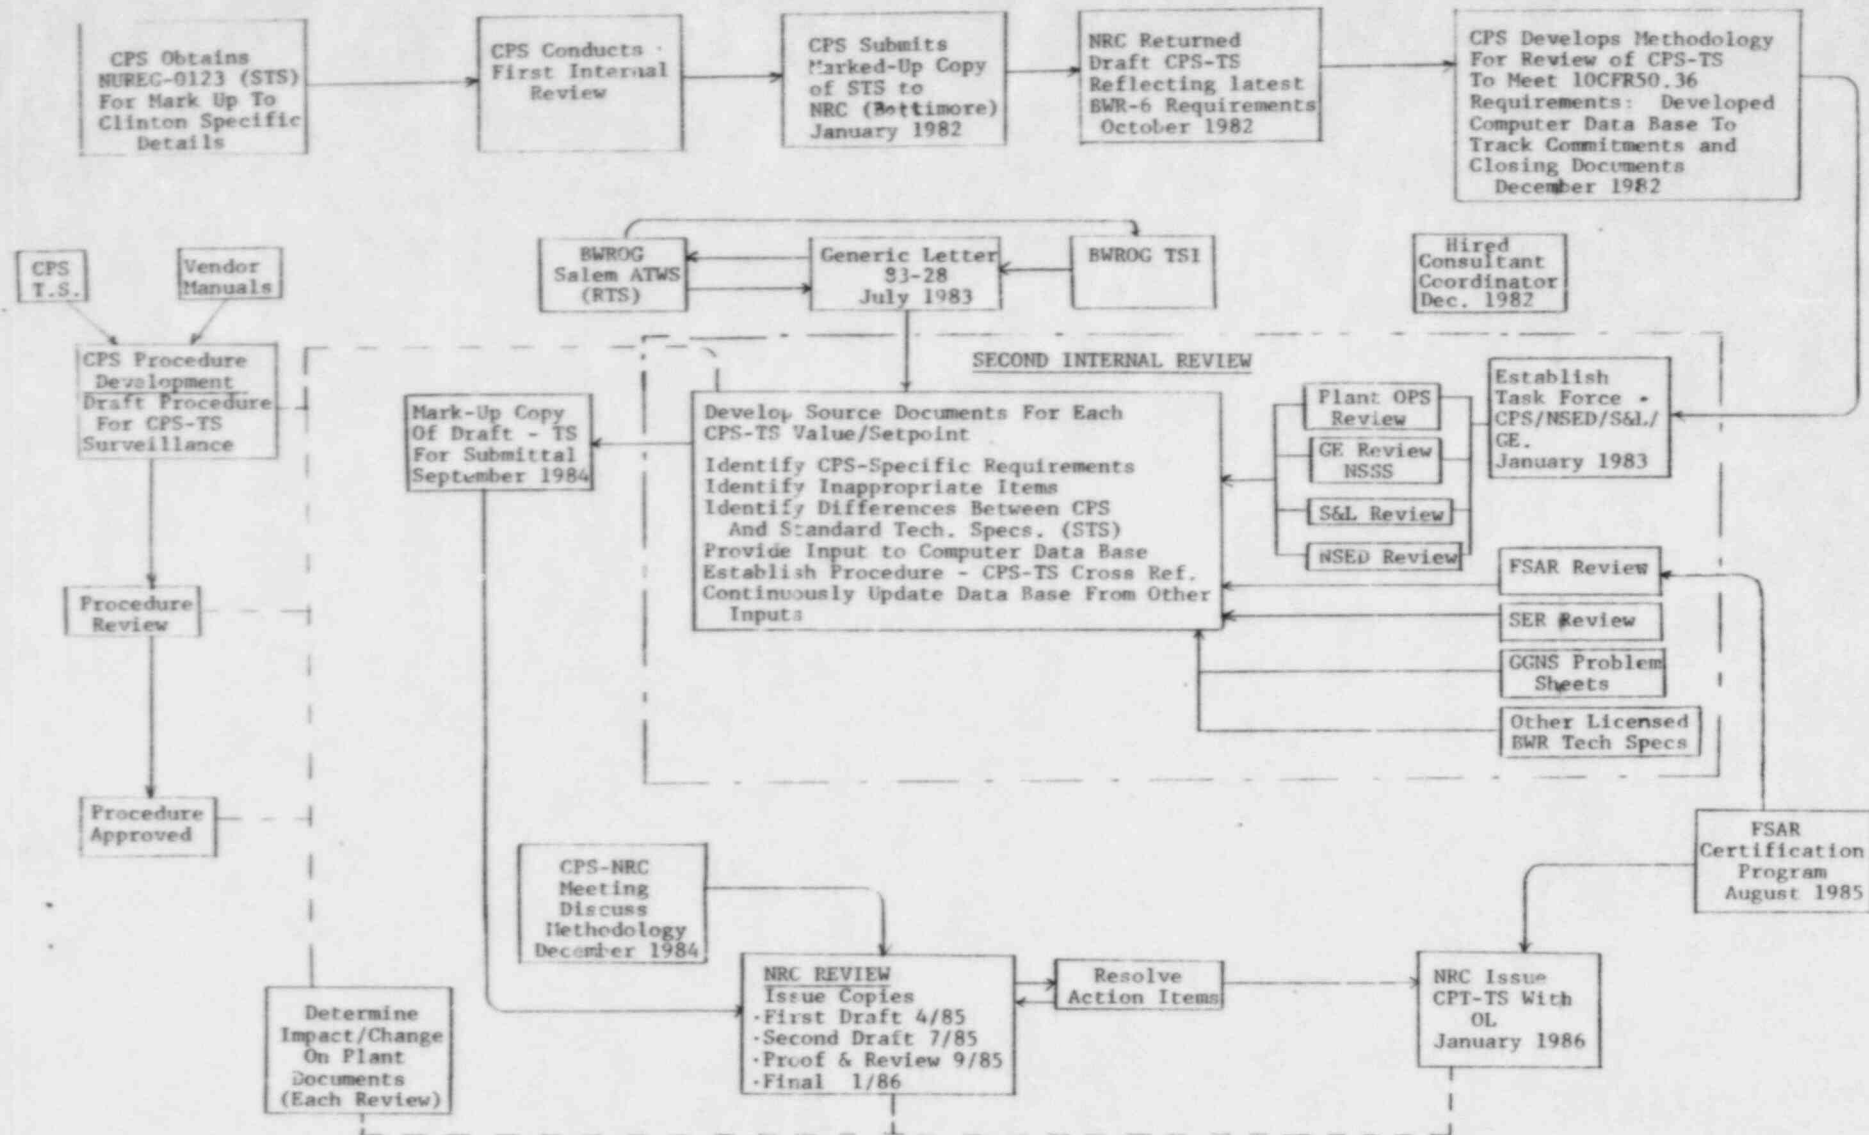 CPS Obtains
NUREG-0123 (STS)
For Mark Up To
Clinton Specific
Details
CPS Conducts
First Internal
Review
CPS Submits
Marked-Up Copy
of STS to
NRC (Bottimore)
January 1982
NRC Returned
Draft CPS-TS
Reflecting latest
BWR-6 Requirements
October 1982
CPS Develops Methodology
For Review of CPS-TS
To Meet 10CFR50.36
Requirements: Developed
Computer Data Base To
Track Commitments and
Closing Documents
December 1982
CPS
T.S.
Vendor
Manuals
BWROG
Salem ATWS
(RTS)
Generic Letter
83-28
July 1983
BWROG TSI
Hired
Consultant
Coordinator
Dec. 1982
CPS Procedure
Development
Draft Procedure
For CPS-TS
Surveillance
SECOND INTERNAL REVIEW
Mark-Up Copy
Of Draft - TS
For Submittal
September 1984
Develop Source Documents For Each
CPS-TS Value/Setpoint
Identify CPS-Specific Requirements
Identify Inappropriate Items
Identify Differences Between CPS
And Standard Tech. Specs. (STS)
Provide Input to Computer Data Base
Establish Procedure - CPS-TS Cross Ref.
Continuously Update Data Base From Other
Inputs
Plant OPS
Review
GE Review
NSSS
S&L Review
NSED Review
Establish
Task Force -
CPS/NSED/S&L/
GE.
January 1983
FSAR Review
SER Review
GGNS Problem
Sheets
Other Licensed
BWR Tech Specs
Procedure
Review
Procedure
Approved
FSAR
Certification
Program
August 1985
CPS-NRC
Meeting
Discuss
Methodology
December 1984
NRC REVIEW
Issue Copies
·First Draft 4/85
·Second Draft 7/85
·Proof & Review 9/85
·Final 1/86
Resolve
Action Items
NRC Issue
CPT-TS With
OL
January 1986
Determine
Impact/Change
On Plant
Documents
(Each Review)